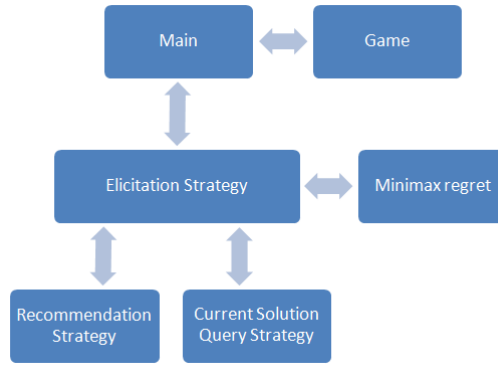 Main
Game
Elicitation Strategy
Minimax regret
Recommendation
Strategy
Current Solution
Query Strategy